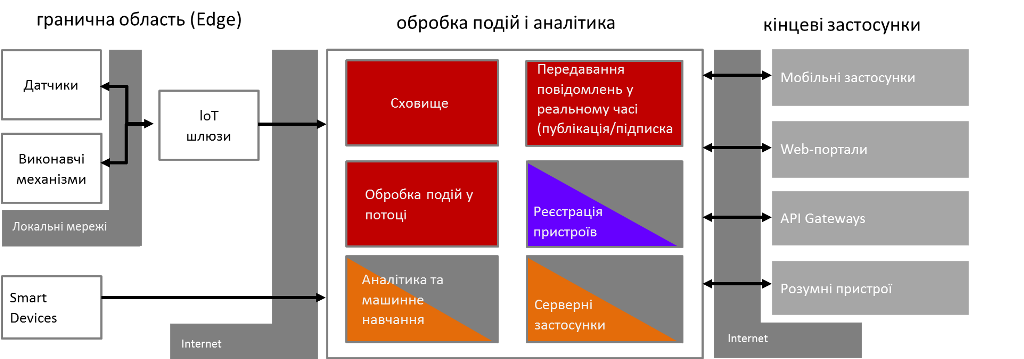 гранична область (Edge)
обробка подій і аналітика
кінцеві застосунки
Датчики
Виконавчі
механізми
Локальні мережі
IoT
шлюзи
Smart
Devices
Internet
Сховище
Передавання
повідомлень у
реальному часі
(публікація/підписка
Обробка подій у
потоці
Реєстрація
пристроїв
Аналітика та
машинне
навчання
Серверні
застосунки
Мобільні застосунки
Web-портали
API Gateways
Розумні пристрої
Internet